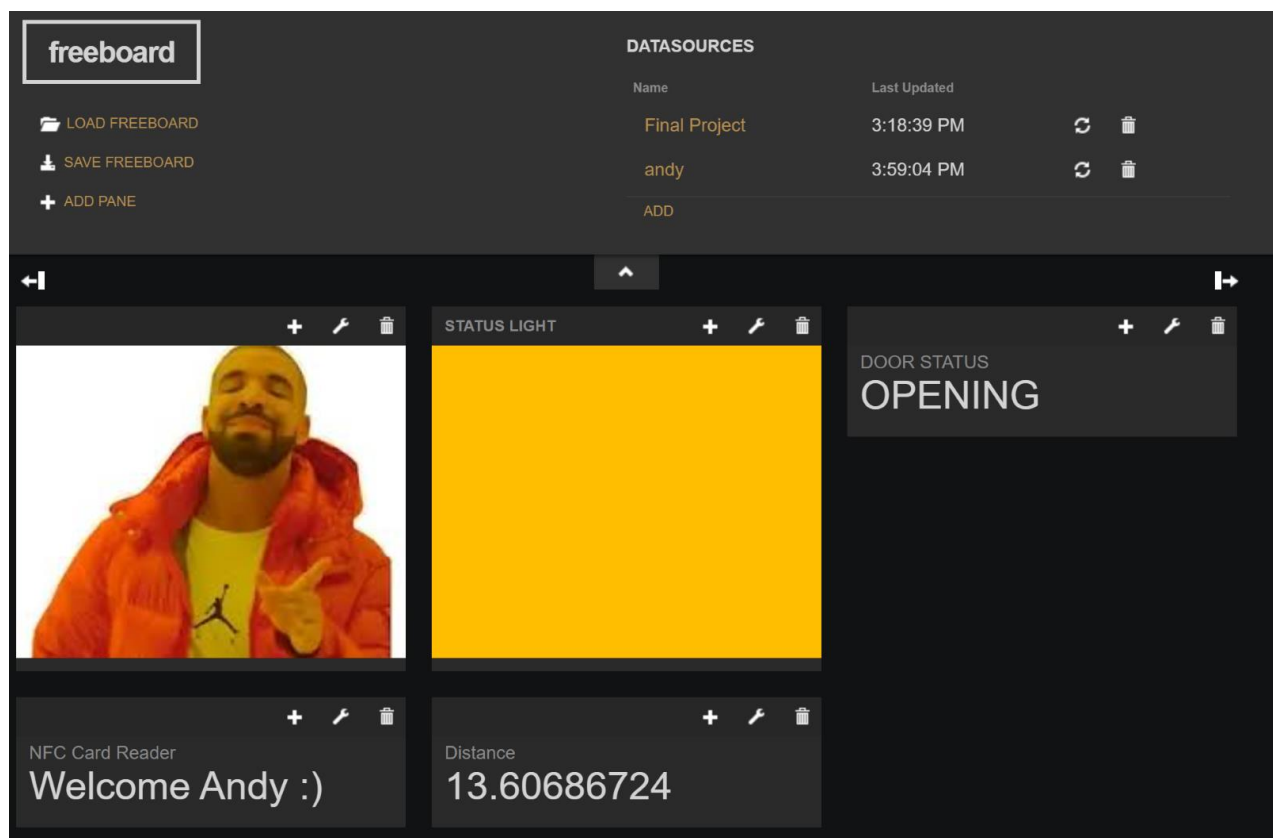 freeboard
LOAD FREEBOARD
SAVE FREEBOARD
ADD PANE
DATASOURCES
Name Last Updated
Final Project 3:18:39 PM
andy 3:59:04 PM
ADD
STATUS LIGHT
DOOR STATUS
OPENING
NFC Card Reader
Welcome Andy :)
Distance
13.60686724